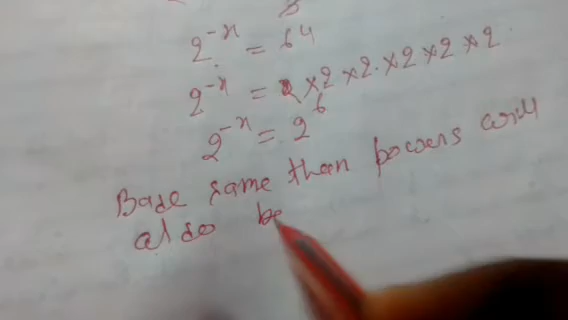 2^{-x} = 64
2^{-x} = 2 × 2 × 2 × 2 × 2 × 2
2^{-x} = 2^6
Base same then powers will
also be